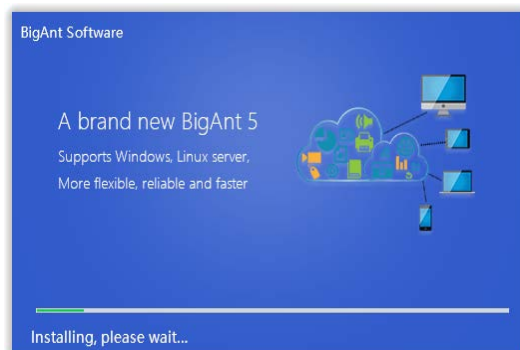 BigAnt Software
A brand new BigAnt 5
Supports Windows, Linux server,
More flexible, reliable and faster
Installing, please wait...